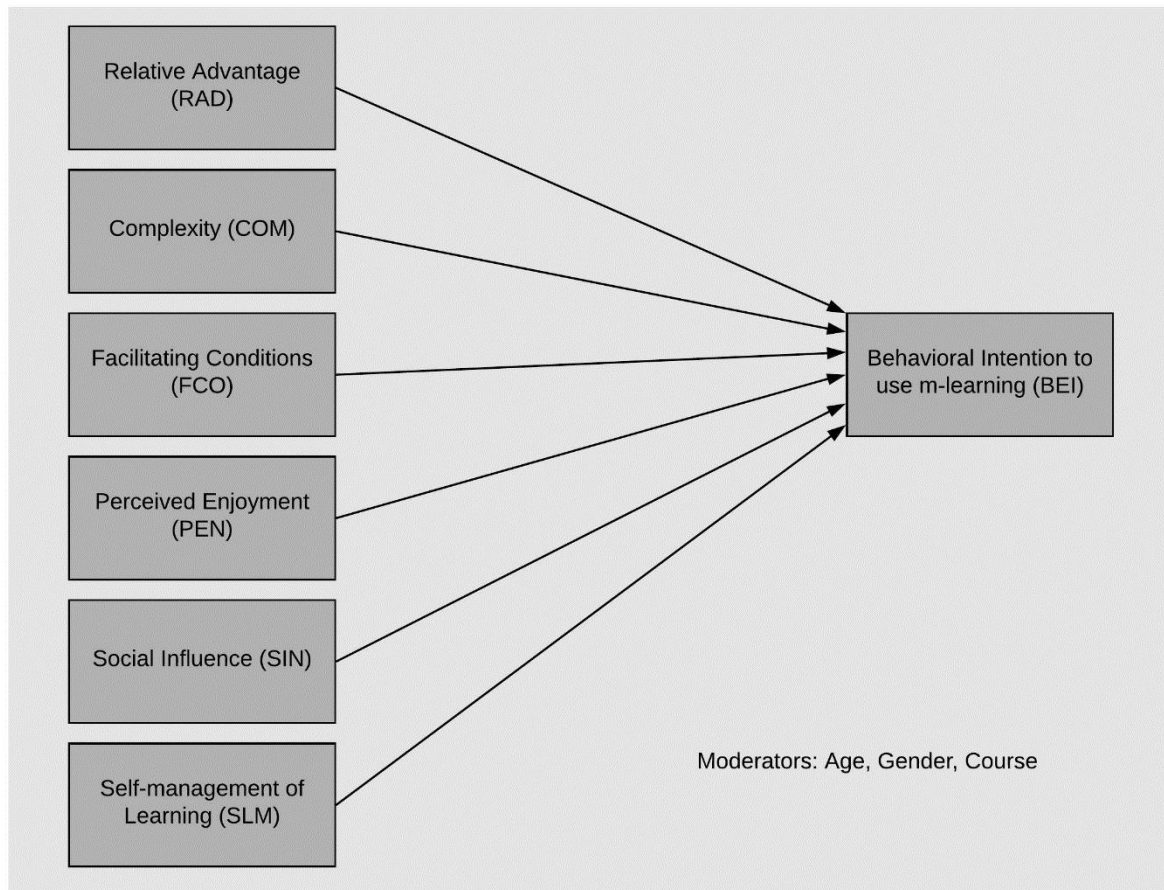 Relative Advantage
(RAD)
Complexity (COM)
Facilitating Conditions
(FCO)
Perceived Enjoyment
(PEN)
Social Influence (SIN)
Self-management of
Learning (SLM)
Behavioral Intention to
use m-learning (BEI)
Moderators: Age, Gender, Course